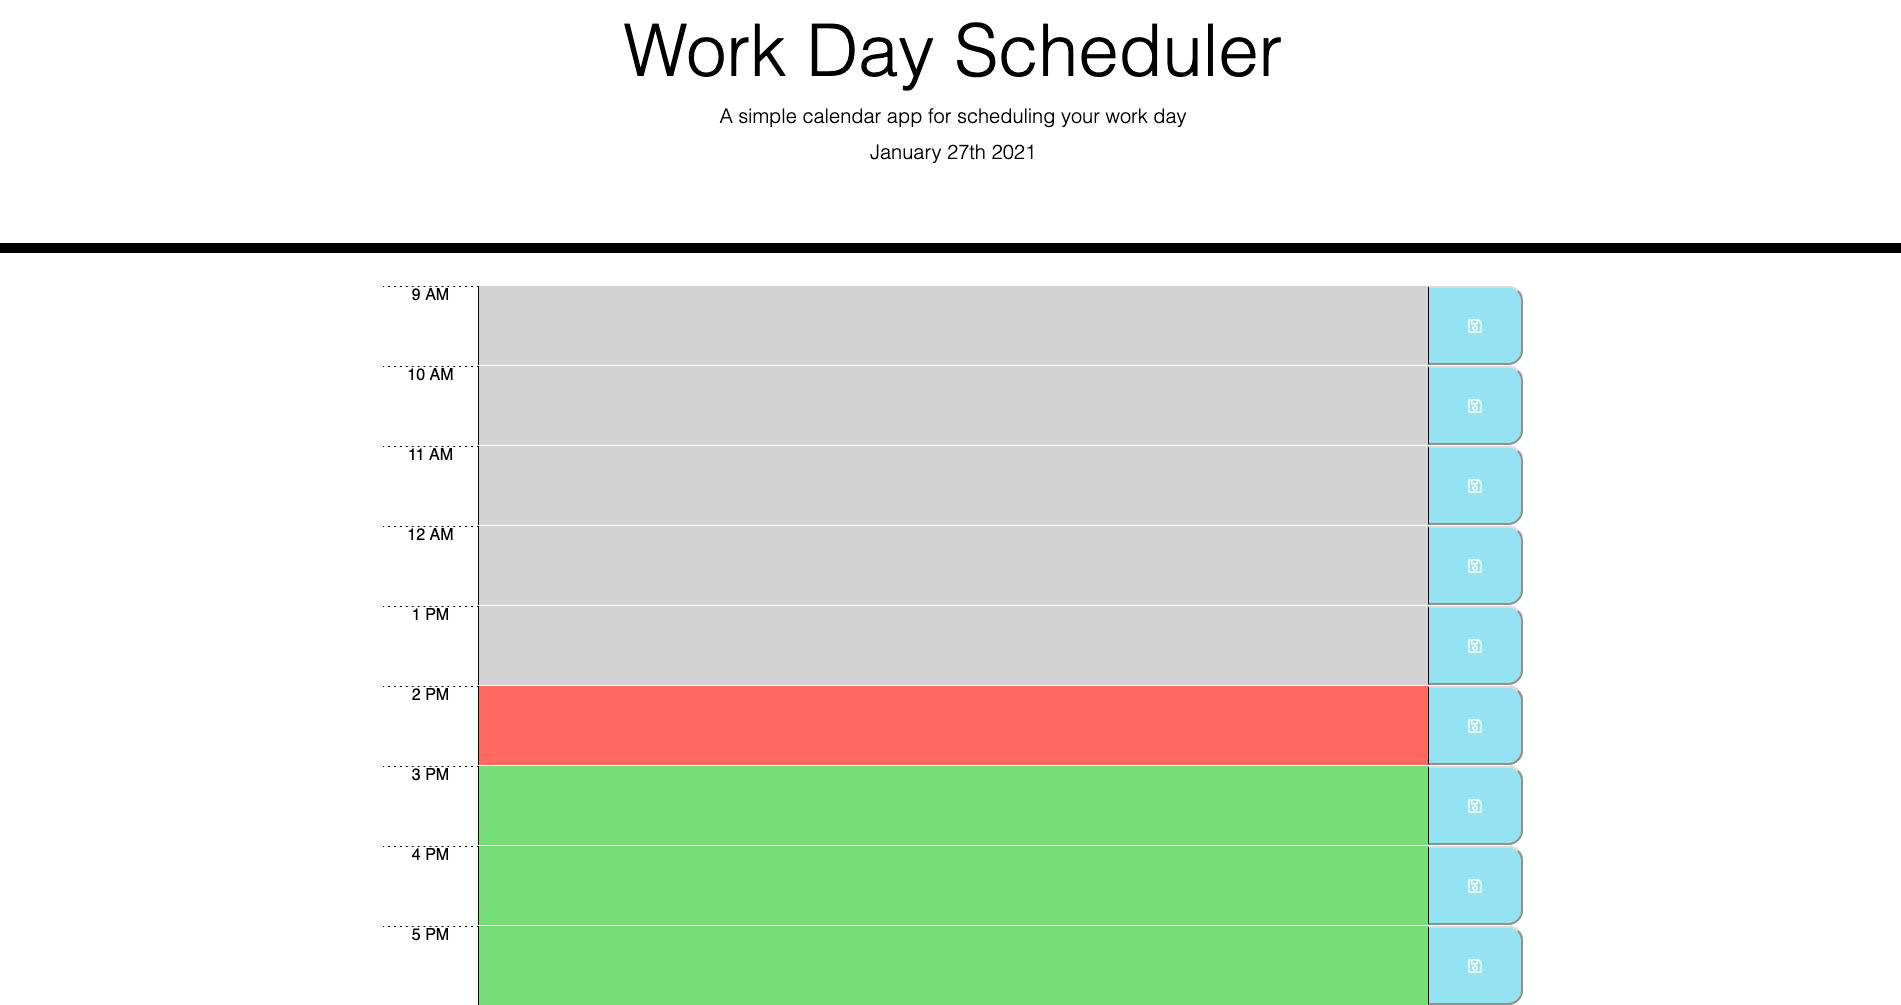 Work Day Scheduler
A simple calendar app for scheduling your work day
January 27th 2021
9 AM
10 AM
11 AM
12 AM
1 PM
2 PM
3 PM
4 PM
5 PM